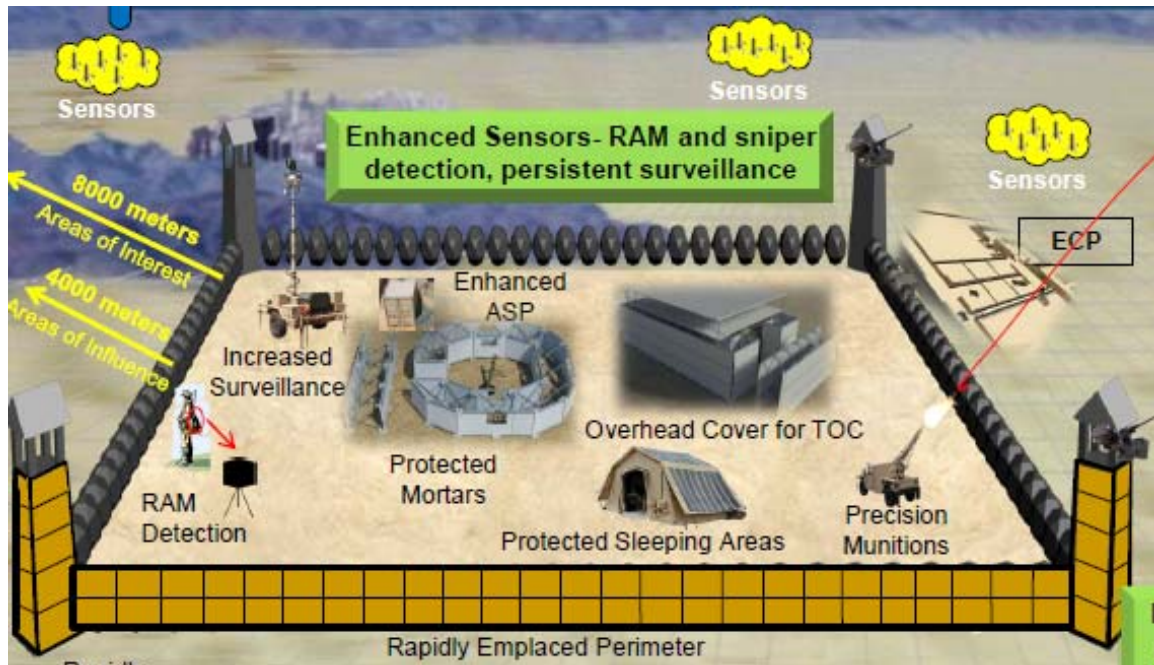 Sensors
Sensors
Enhanced Sensors- RAM and sniper
detection, persistent surveillance
Sensors
8000 meters
Areas of Interest
4000 meters
Areas of Influence
ECP
Enhanced
ASP
Increased
Surveillance
Overhead Cover for TOC
Protected
Mortars
RAM
Detection
Protected Sleeping Areas
Precision
Munitions
Rapidly Emplaced Perimeter